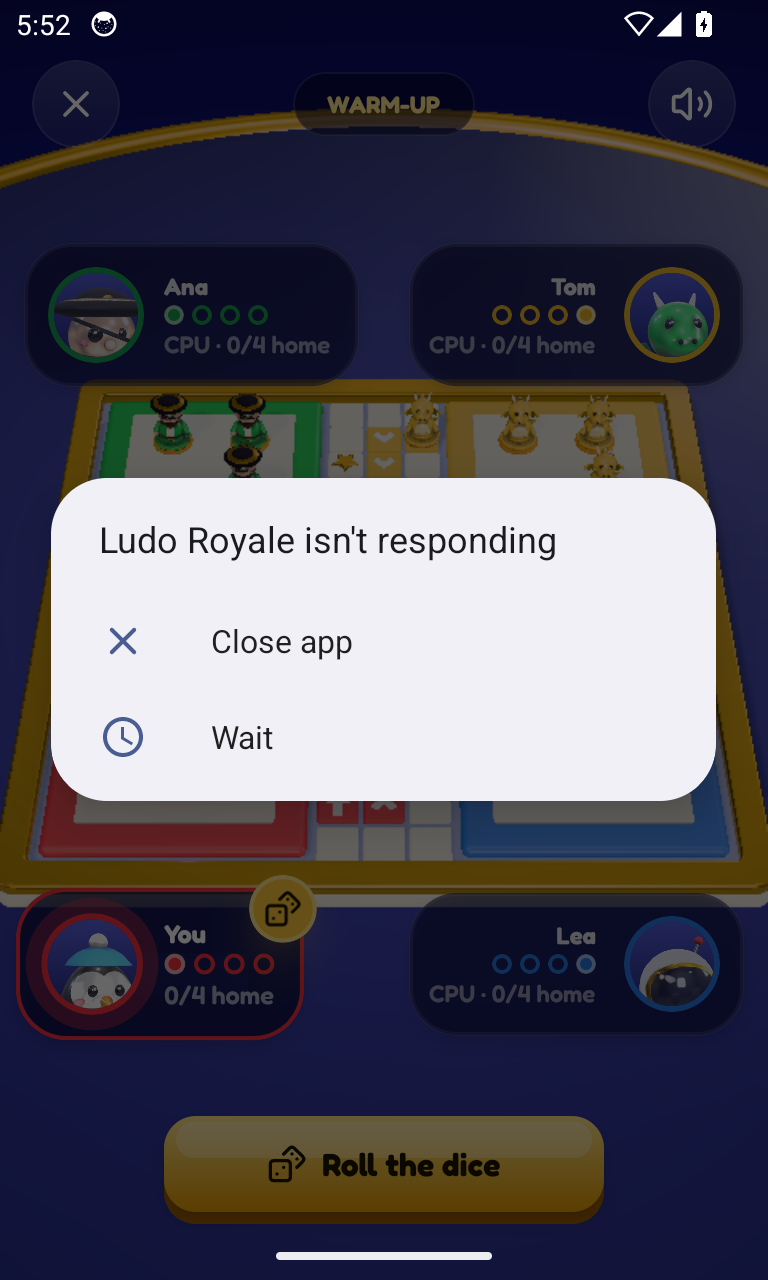 5:52
WARM-UP
Ana
CPU · 0/4 home
Tom
CPU · 0/4 home
Ludo Royale isn't responding
Close app
Wait
You
0/4 home
Lea
CPU · 0/4 home
Roll the dice